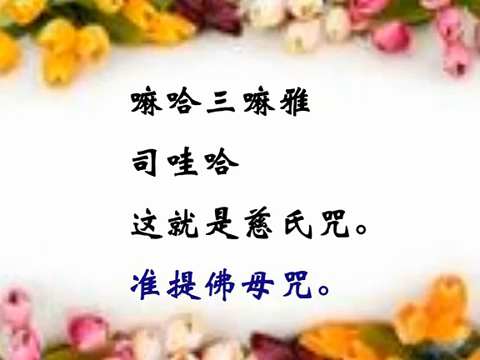 嘛哈三嘛雅
司哇哈
这就是慈氏咒。
准提佛母咒。